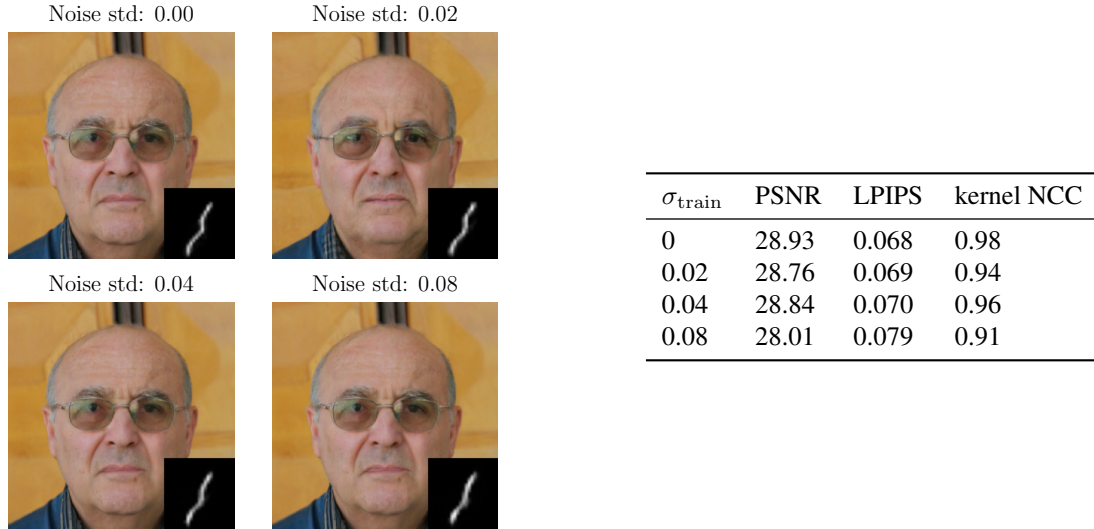 Noise std: 0.00 Noise std: 0.02
Noise std: 0.04 Noise std: 0.08
σtrain PSNR LPIPS kernel NCC
0 28.93 0.068 0.98
0.02 28.76 0.069 0.94
0.04 28.84 0.070 0.96
0.08 28.01 0.079 0.91